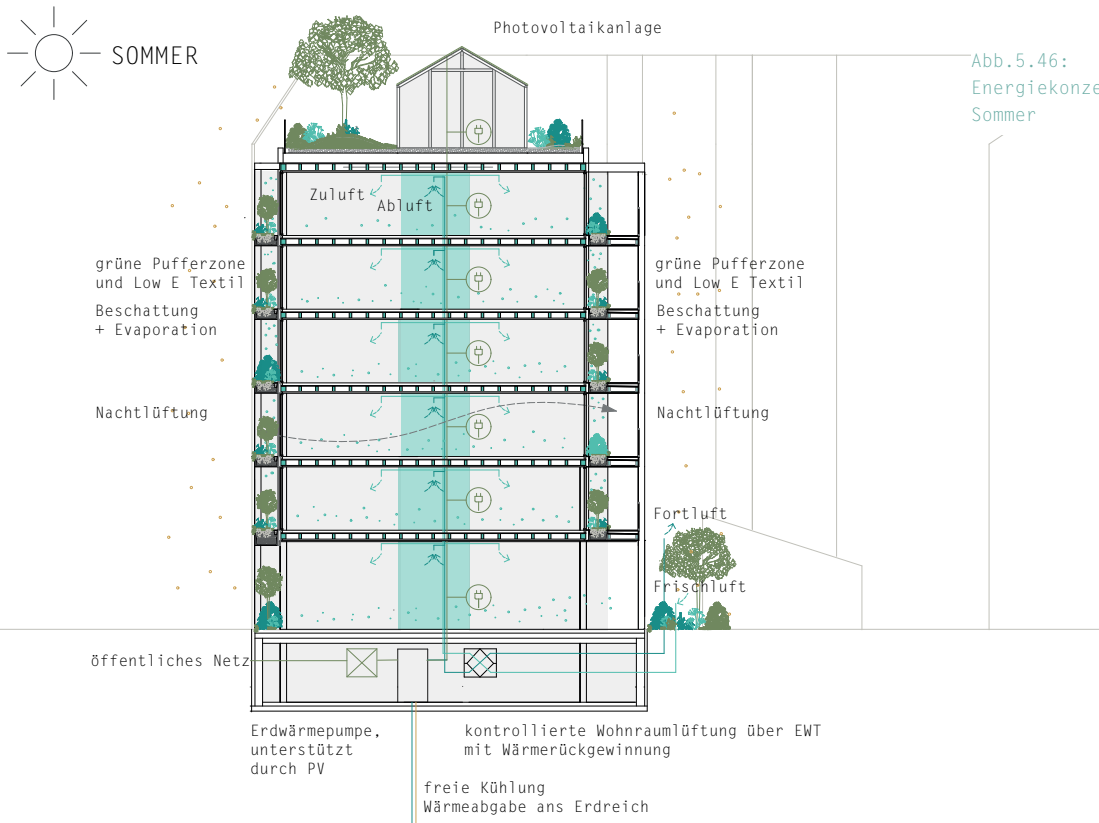 SOMMER
Photovoltaikanlage
Abb.5.46:
Energiekonze
Sommer
Zuluft
Abluft
grüne Pufferzone
und Low E Textil
Beschattung
+ Evaporation
Nachtlüftung
grüne Pufferzone
und Low E Textil
Beschattung
+ Evaporation
Nachtlüftung
Fortluft
Frischluft
öffentliches Netz
Erdwärmepumpe,
unterstützt
durch PV
kontrollierte Wohnraumlüftung über EWT
mit Wärmerückgewinnung
freie Kühlung
Wärmeabgabe ans Erdreich